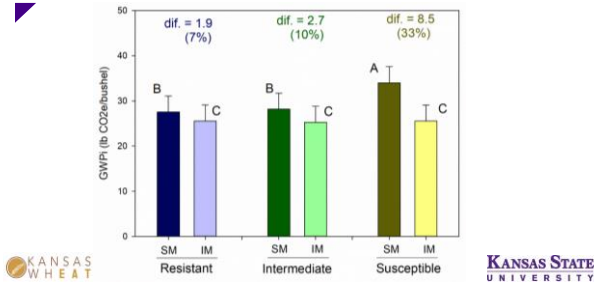 50
40
30
20
10
0
GWPi (lb CO2e/bushel)
dif. = 1.9
(7%)
dif. = 2.7
(10%)
dif. = 8.5
(33%)
B
C
B
C
A
C
SM IM SM IM SM IM
Resistant Intermediate Susceptible
KANSAS
WHEAT
KANSAS STATE
UNIVERSITY